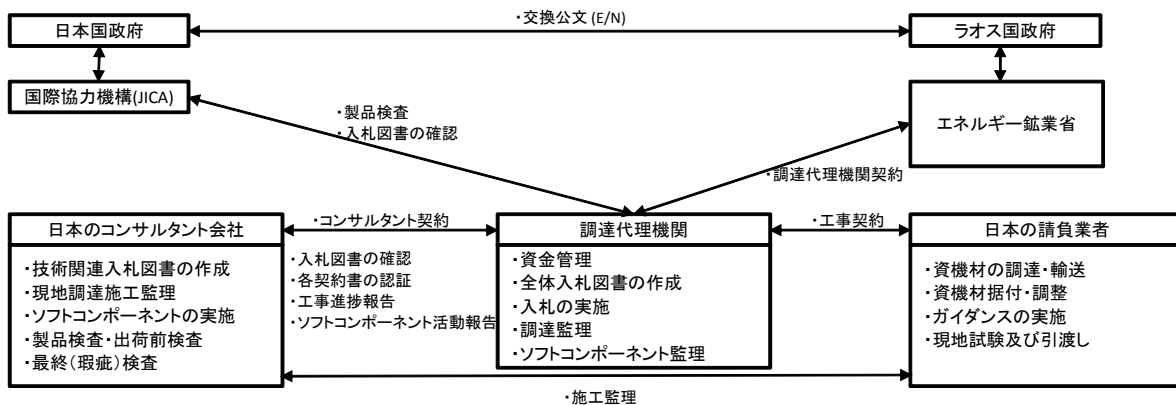 ・交換公文 (E/N)
日本国政府
ラオス国政府
国際協力機構(JICA)
エネルギー鉱業省
・製品検査
・入札図書の確認
・調達代理機関契約
日本のコンサルタント会社
・技術関連入札図書の作成
・現地調達施工監理
・ソフトコンポーネントの実施
・製品検査・出荷前検査
・最終（瑕疵）検査
・コンサルタント契約
・入札図書の確認
・各契約書の認証
・工事進捗報告
・ソフトコンポーネント活動報告
調達代理機関
・資金管理
・全体入札図書の作成
・入札の実施
・調達監理
・ソフトコンポーネント監理
・工事契約
日本の請負業者
・資機材の調達・輸送
・資機材据付・調整
・ガイダンスの実施
・現地試験及び引渡し
・施工監理